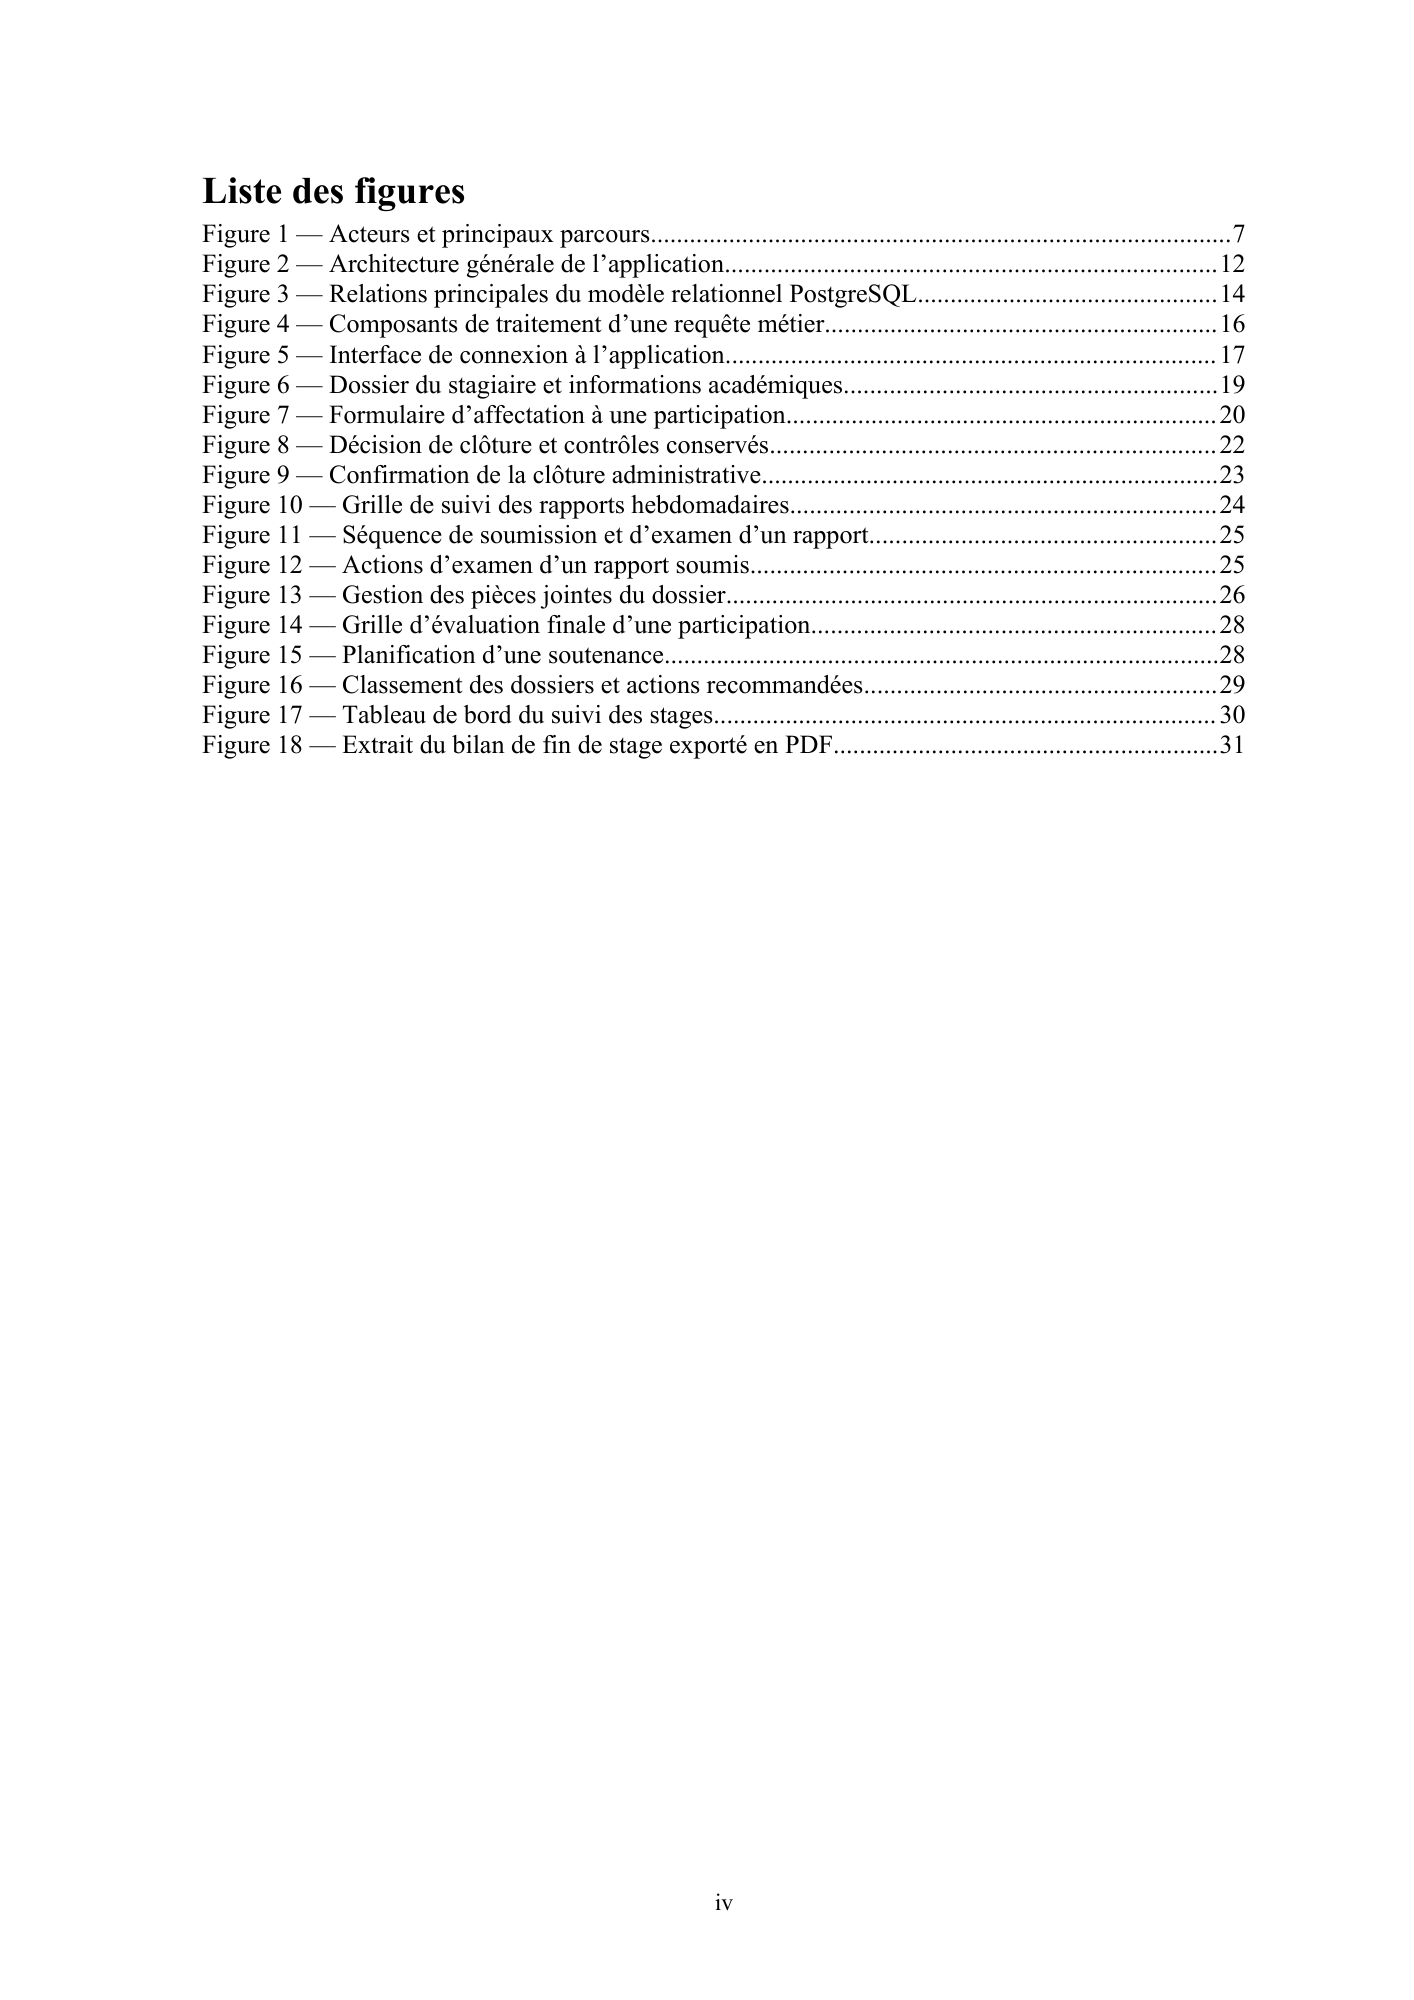 Liste des figures
Figure 1 — Acteurs et principaux parcours..........................................................................................7
Figure 2 — Architecture générale de l’application............................................................................12
Figure 3 — Relations principales du modèle relationnel PostgreSQL..............................................14
Figure 4 — Composants de traitement d’une requête métier............................................................16
Figure 5 — Interface de connexion à l’application............................................................................17
Figure 6 — Dossier du stagiaire et informations académiques..........................................................19
Figure 7 — Formulaire d’affectation à une participation...................................................................20
Figure 8 — Décision de clôture et contrôles conservés.....................................................................22
Figure 9 — Confirmation de la clôture administrative......................................................................23
Figure 10 — Grille de suivi des rapports hebdomadaires..................................................................24
Figure 11 — Séquence de soumission et d’examen d’un rapport......................................................25
Figure 12 — Actions d’examen d’un rapport soumis........................................................................25
Figure 13 — Gestion des pièces jointes du dossier............................................................................26
Figure 14 — Grille d’évaluation finale d’une participation...............................................................28
Figure 15 — Planification d’une soutenance.....................................................................................28
Figure 16 — Classement des dossiers et actions recommandées.......................................................29
Figure 17 — Tableau de bord du suivi des stages..............................................................................30
Figure 18 — Extrait du bilan de fin de stage exporté en PDF...........................................................31
iv